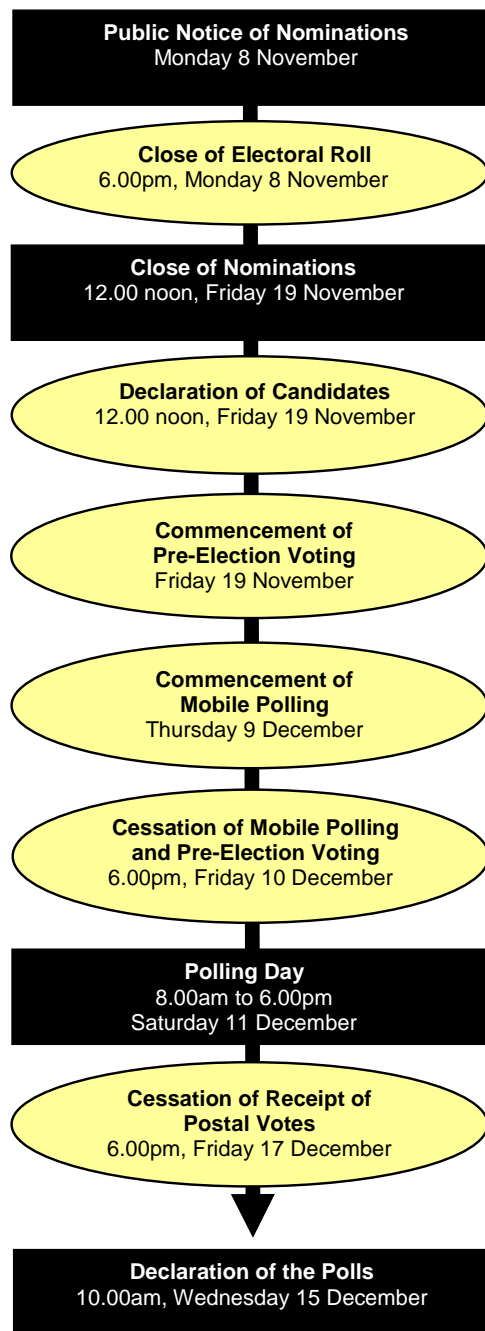 Public Notice of Nominations
Monday 8 November
Close of Electoral Roll
6.00pm, Monday 8 November
Close of Nominations
12.00 noon, Friday 19 November
Declaration of Candidates
12.00 noon, Friday 19 November
Commencement of
Pre-Election Voting
Friday 19 November
Commencement of
Mobile Polling
Thursday 9 December
Cessation of Mobile Polling
and Pre-Election Voting
6.00pm, Friday 10 December
Polling Day
8.00am to 6.00pm
Saturday 11 December
Cessation of Receipt of
Postal Votes
6.00pm, Friday 17 December
Declaration of the Polls
10.00am, Wednesday 15 December